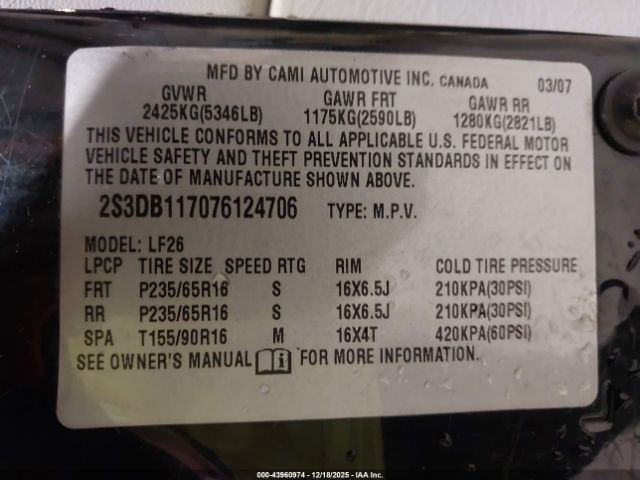 MFD BY CAMI AUTOMOTIVE INC. CANADA 03/07
GVWR GAWR FRT GAWR RR
2425KG(5346LB) 1175KG(2590LB) 1280KG(2821LB)
THIS VEHICLE CONFORMS TO ALL APPLICABLE U.S. FEDERAL MOTOR
VEHICLE SAFETY AND THEFT PREVENTION STANDARDS IN EFFECT ON
THE DATE OF MANUFACTURE SHOWN ABOVE.
2S3DB117076124706 TYPE: M.P.V.
MODEL: LF26
LPCP TIRE SIZE SPEED RTG RIM COLD TIRE PRESSURE
FRT P235/65R16 S 16X6.5J 210KPA(30PSI)
RR P235/65R16 S 16X6.5J 210KPA(30PSI)
SPA T155/90R16 M 16X4T 420KPA(60PSI)
SEE OWNER'S MANUAL i FOR MORE INFORMATION.
000-43960974 - 12/18/2025 - IAA Inc.